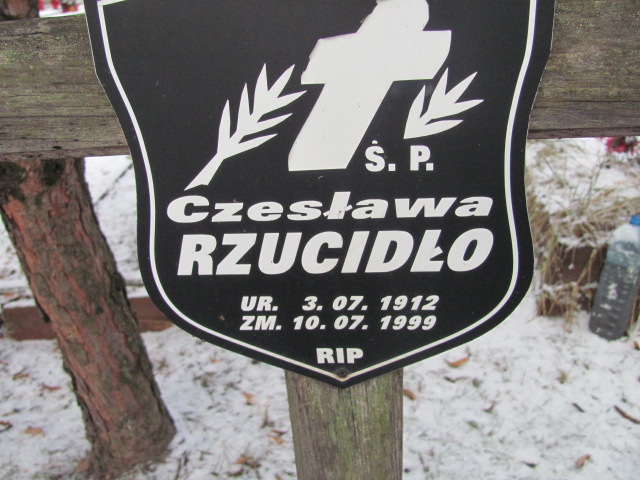 Ś. P.
Czesława
RZUCIDŁO
UR. 3. 07. 1912
ZM. 10. 07. 1999
RIP